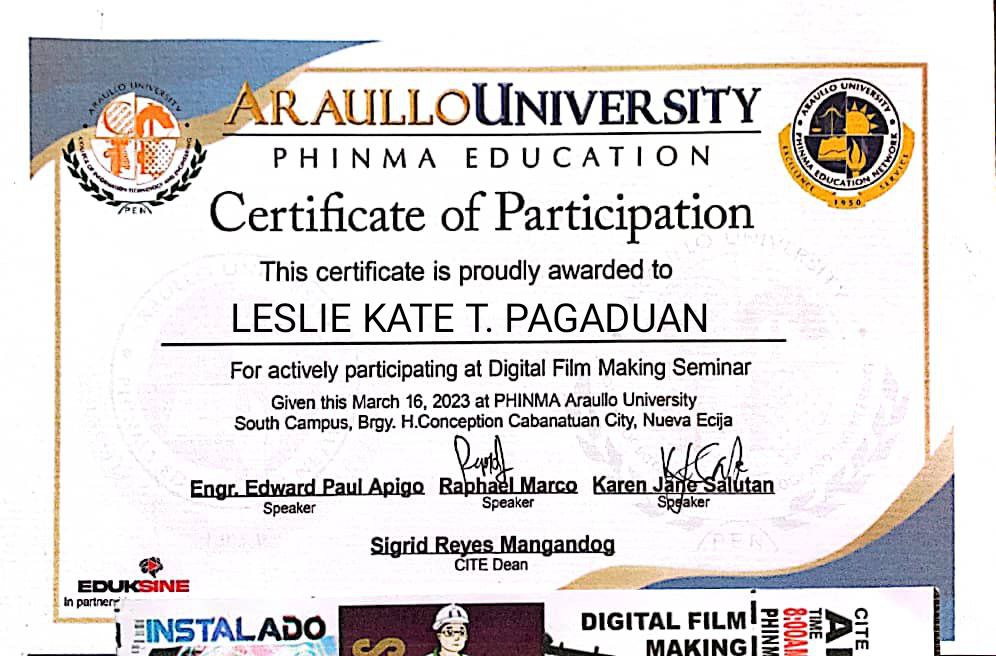 ARAULLO UNIVERSITY
PHINMA EDUCATION
Certificate of Participation
This certificate is proudly awarded to
LESLIE KATE T. PAGADUAN
For actively participating at Digital Film Making Seminar
Given this March 16, 2023 at PHINMA Araullo University
South Campus, Brgy. H.Conception Cabanatuan City, Nueva Ecija
Engr. Edward Paul Apigo Raphael Marco Karen Jane Salutan
Speaker Speaker Speaker
Sigrid Reyes Mangandog
CITE Dean
ARAULLO UNIVERSITY
PEN
ARAULLO UNIVERSITY
PHINMA EDUCATION NETWORK
EXCELLENCE SERVICE
1950
EDUKSINE
In partner
INSTALADO
DIGITAL FILM
MAKING
PHINM
8:00AM
TIME
CITE